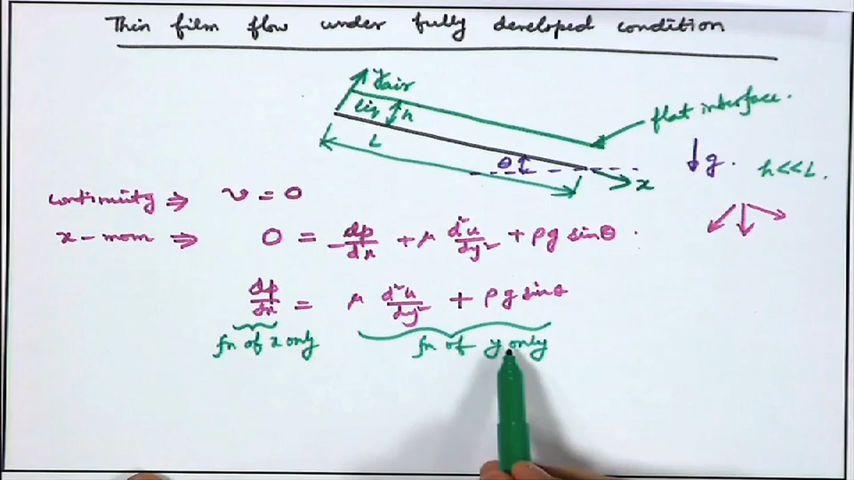 Thin film flow under fully developed condition
y
air
liq
h
L
flat interface.
θ
g.
h<<L.
x
continuity ⇒ v = 0
x-mom ⇒ 0 = -dp/dx + μ d²u/dy² + ρg sinθ.
dp/dx = μ d²u/dy² + ρg sinθ
fn of x only
fn of y only